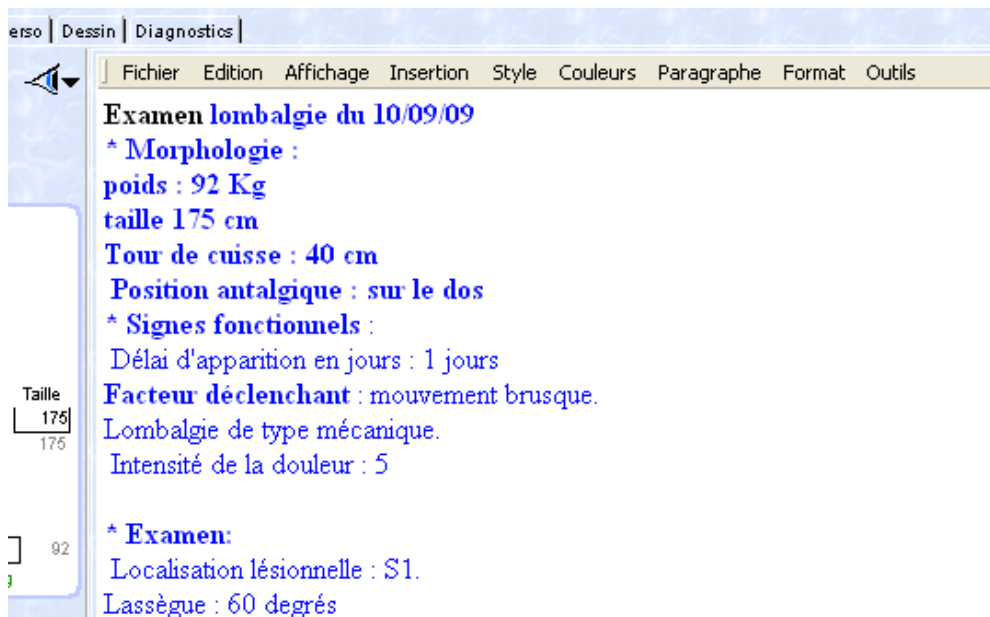 erso | Dessin | Diagnostics |
Fichier Edition Affichage Insertion Style Couleurs Paragraphe Format Outils
Examen lombalgie du 10/09/09
* Morphologie :
poids : 92 Kg
taille 175 cm
Tour de cuisse : 40 cm
Position antalgique : sur le dos
* Signes fonctionnels :
Délai d'apparition en jours : 1 jours
Facteur déclenchant : mouvement brusque.
Lombalgie de type mécanique.
Intensité de la douleur : 5
* Examen:
Localisation lésionnelle : S1.
Lassègue : 60 degrés
Taille
175
175
92